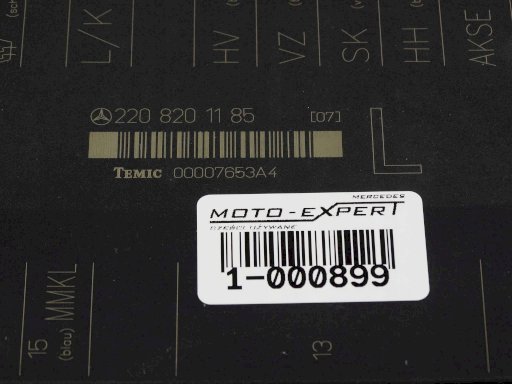 L/K
HV
VZ
SK
HH
AKSE
220 820 11 85 [07]
TEMIC 00007653A4
L
MERCEDES
MOTO-EXPERT
CZĘŚCI UŻYWANE
1-000899
15
(blau)
MMKL
13